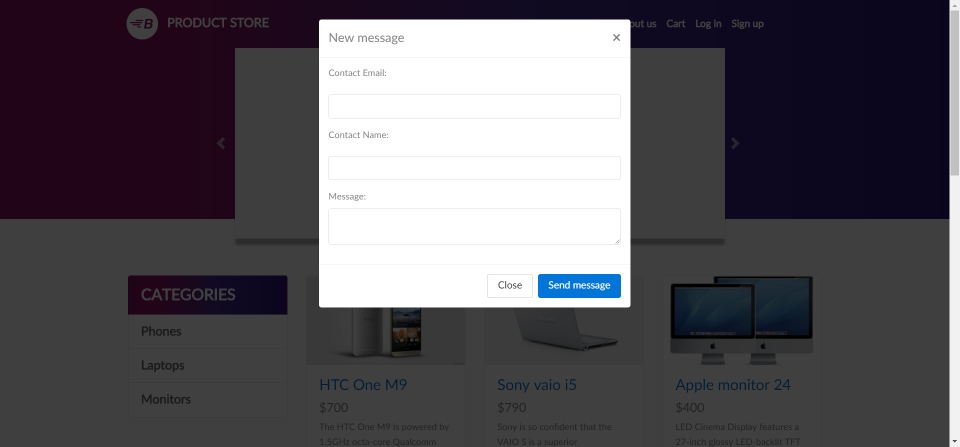 B PRODUCT STORE
out us Cart Log in Sign up
New message ×
Contact Email:
Contact Name:
Message:
Close Send message
CATEGORIES
Phones
Laptops
Monitors
HTC One M9
$700
The HTC One M9 is powered by
1.5GHz octa-core Qualcomm
Sony vaio i5
$790
Sony is so confident that the
VAIO S is a superior
Apple monitor 24
$400
LED Cinema Display features a
27-inch glossy LED-backlit TFT